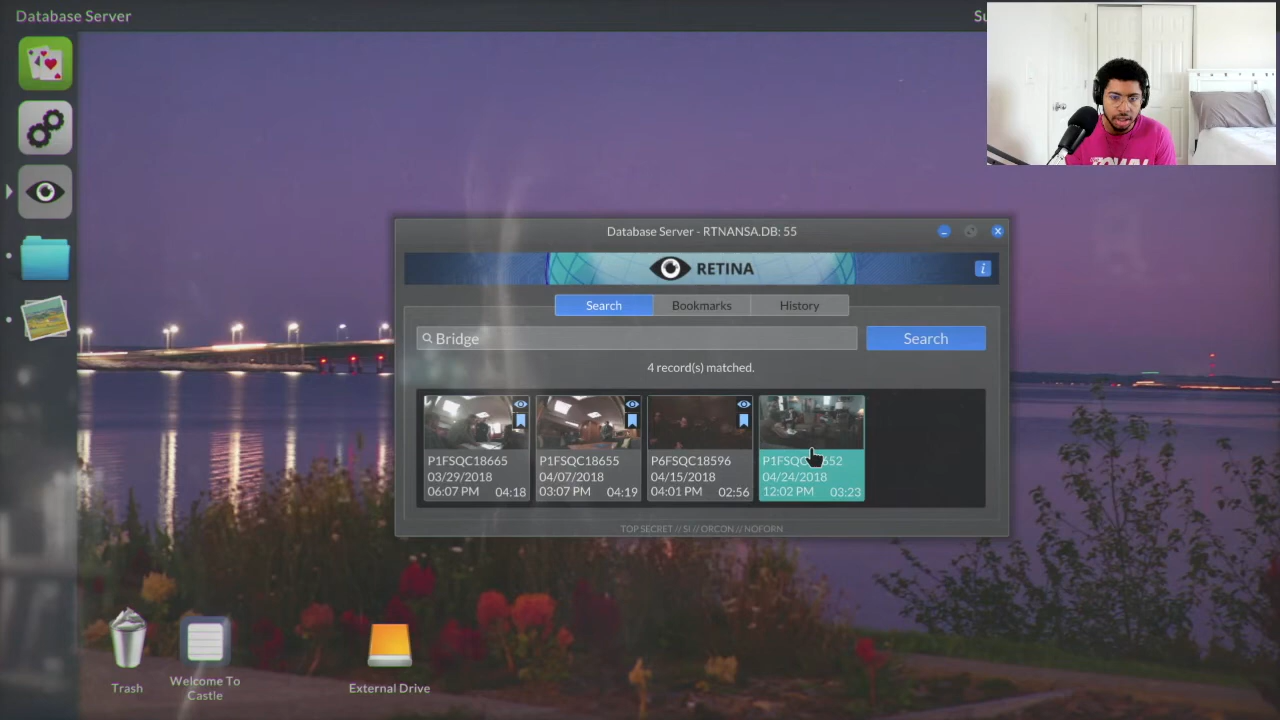 Database Server
Database Server - RTNANSA.DB: 55
RETINA
i
Search
Bookmarks
History
Bridge
Search
4 record(s) matched.
P1FSQC18665
03/29/2018
06:07 PM
04:18
P1FSQC18655
04/07/2018
03:07 PM
04:19
P6FSQC18596
04/15/2018
04:01 PM
02:56
04/24/2018
12:02 PM
03:23
TOP SECRET // SI // ORCON // NOFORN
Trash
Welcome To
Castle
External Drive